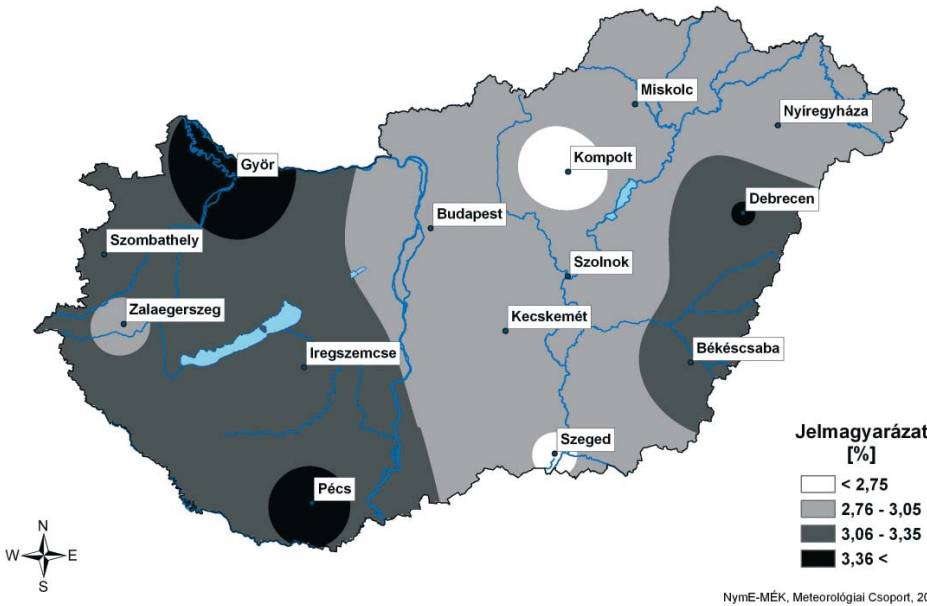 Miskolc
Nyíregyháza
Győr
Kompolt
Debrecen
Budapest
Szombathely
Szolnok
Zalaegerszeg
Kecskemét
Iregszemcse
Békéscsaba
Szeged
Pécs
Jelmagyarázat
[%]
< 2,75
2,76 - 3,05
3,06 - 3,35
3,36 <
N
W E
S
NymE-MÉK, Meteorológiai Csoport, 20